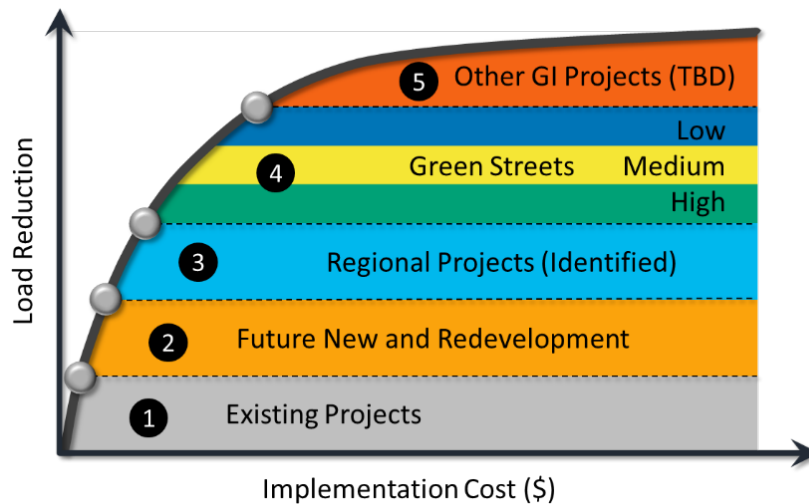 5 Other GI Projects (TBD)
Low
4 Green Streets Medium
High
3 Regional Projects (Identified)
2 Future New and Redevelopment
1 Existing Projects
Load Reduction
Implementation Cost ($)